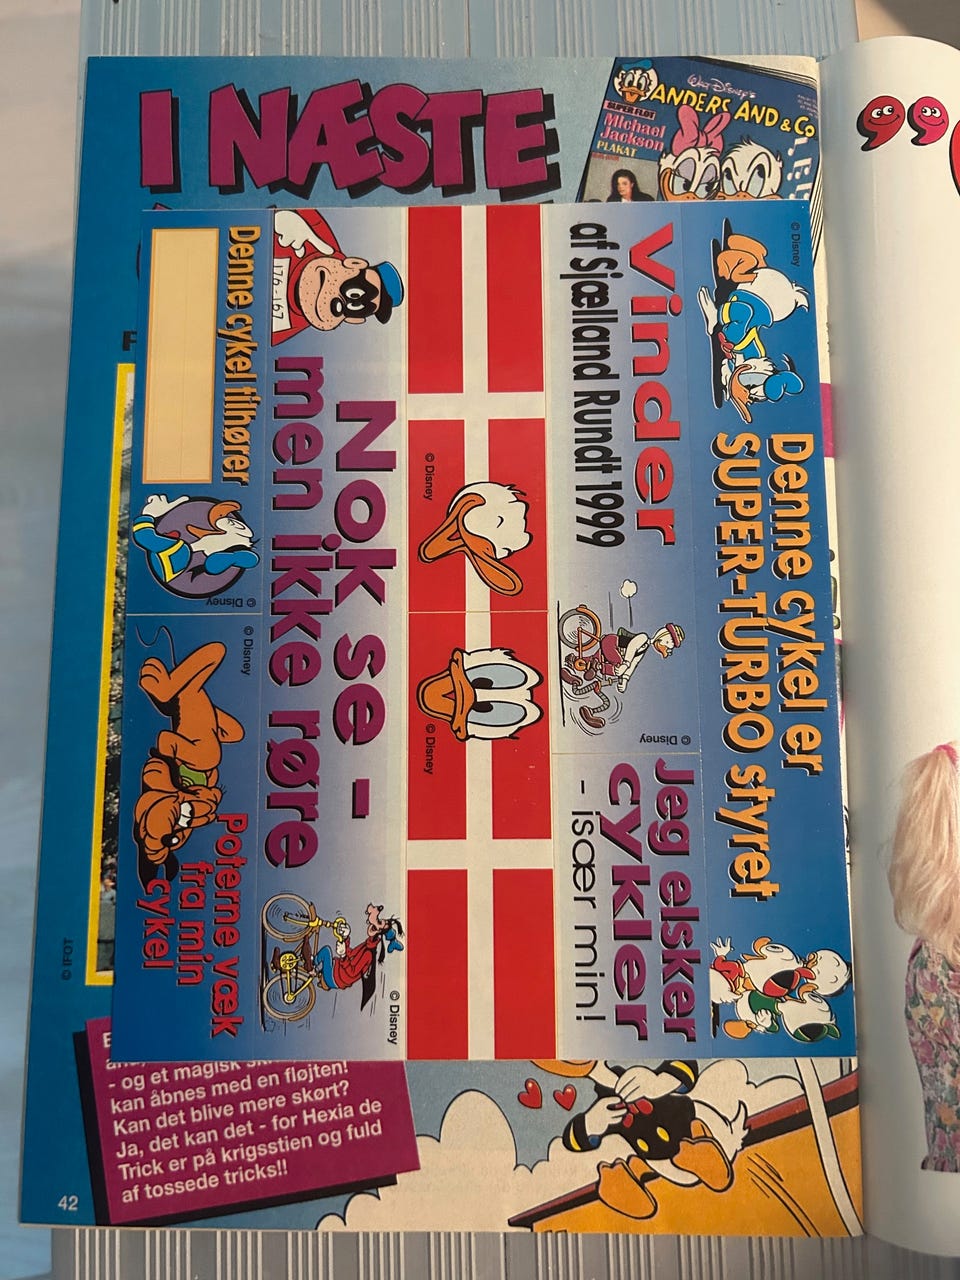 I NÆSTE
WALT DISNEY'S
ANDERS AND & Co
SUPER FLOT
Michael
Jackson
PLAKAT
Denne cykel tilhører
© Disney
176-167
Nok se -
men ikke røre
© Disney
© Disney
Poterne væk
fra min
cykel
© Disney
© Disney
Vinder
af Sjælland Rundt 1999
© Disney
Jeg elsker
cykler
- især min!
© Disney
Denne cykel er
SUPER-TURBO styret
© IFOT
- og et magisk
kan åbnes med en fløjten!
Kan det blive mere skørt?
Ja, det kan det - for Hexia de
Trick er på krigsstien og fuld
af tossede tricks!!
42